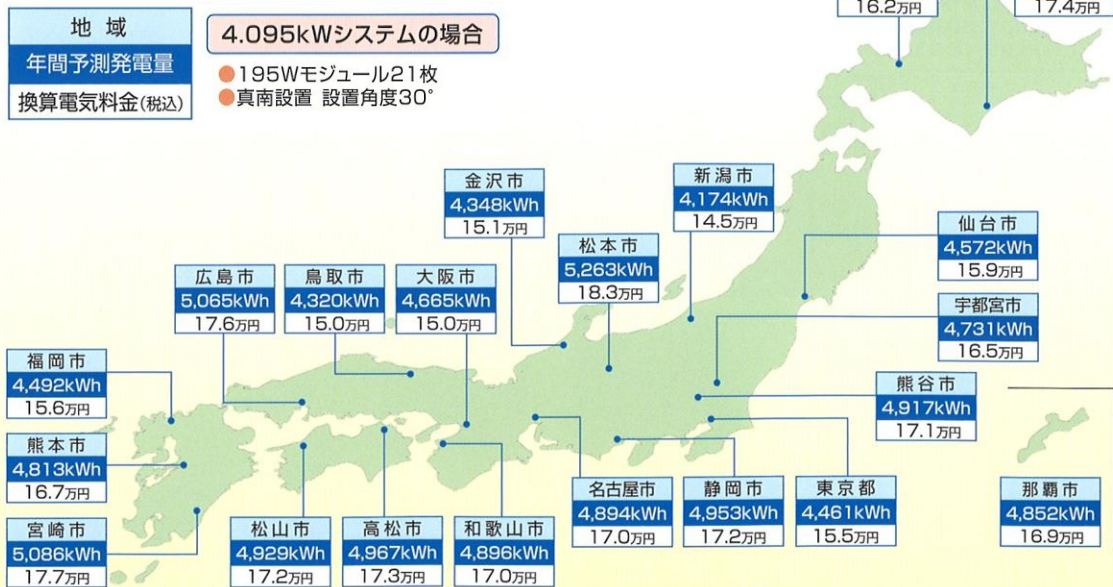 16.2万円
17.4万円
地域
年間予測発電量
換算電気料金(税込)
4.095kWシステムの場合
●195Wモジュール21枚
●真南設置 設置角度30°
金沢市
4,348kWh
15.1万円
新潟市
4,174kWh
14.5万円
松本市
5,263kWh
18.3万円
仙台市
4,572kWh
15.9万円
広島市
5,065kWh
17.6万円
鳥取市
4,320kWh
15.0万円
大阪市
4,665kWh
15.0万円
宇都宮市
4,731kWh
16.5万円
福岡市
4,492kWh
15.6万円
熊谷市
4,917kWh
17.1万円
熊本市
4,813kWh
16.7万円
宮崎市
5,086kWh
17.7万円
松山市
4,929kWh
17.2万円
高松市
4,967kWh
17.3万円
和歌山市
4,896kWh
17.0万円
名古屋市
4,894kWh
17.0万円
静岡市
4,953kWh
17.2万円
東京都
4,461kWh
15.5万円
那覇市
4,852kWh
16.9万円